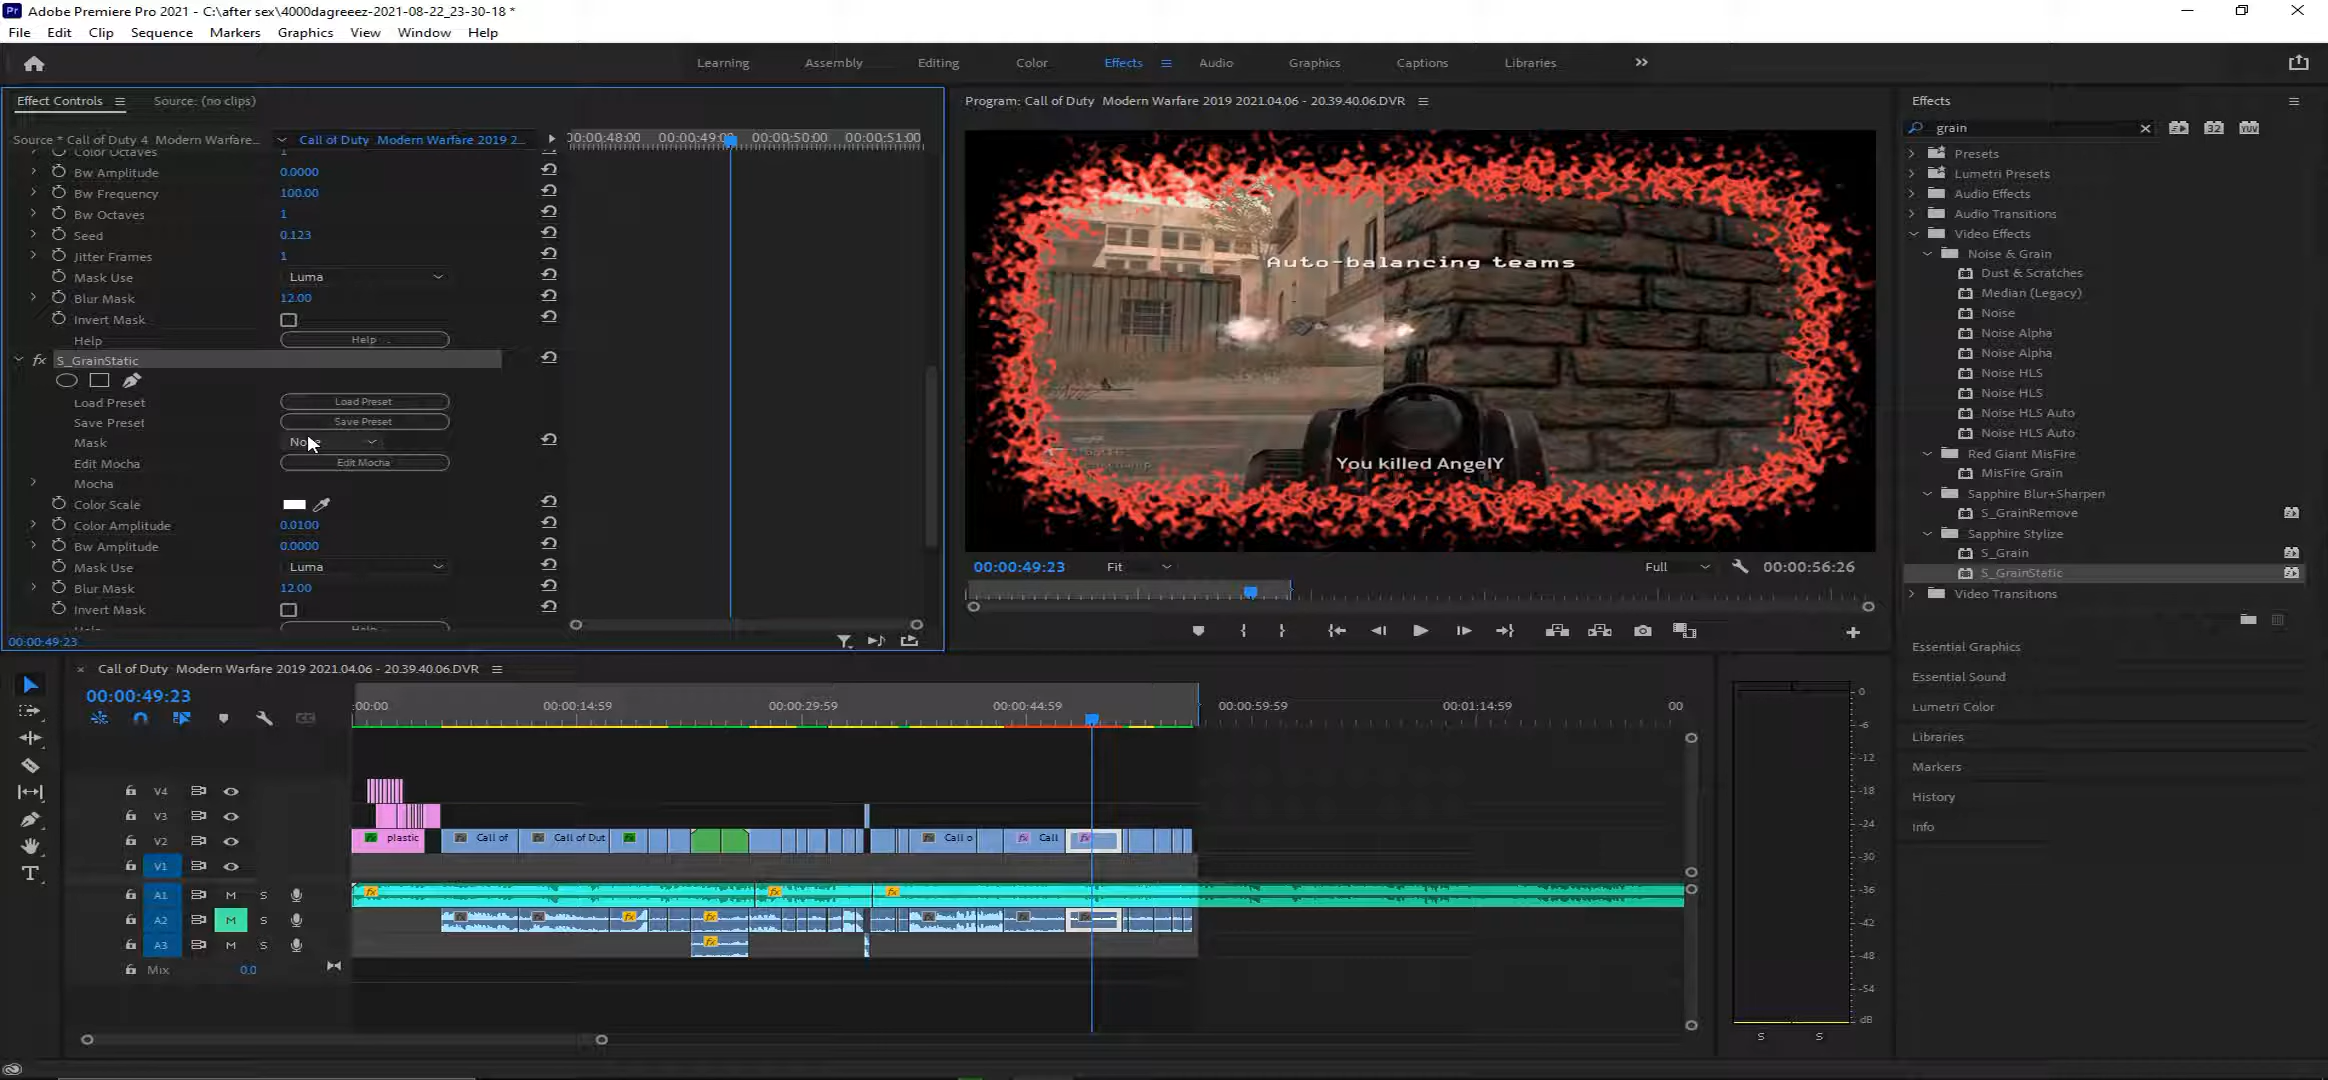 Adobe Premiere Pro 2021 - C:\after sex\4000dagreeez-2021-08-22_23-30-18 *
File Edit Clip Sequence Markers Graphics View Window Help
Learning Assembly Editing Color Effects Audio Graphics Captions Libraries
Effect Controls Source: (no clips)
Source * Call of Duty 4 Modern Warfare... Call of Duty Modern Warfare 2019 2...
00:00:48:00 00:00:49:00 00:00:50:00 00:00:51:00
Color Octaves 1
Bw Amplitude 0.0000
Bw Frequency 100.00
Bw Octaves 1
Seed 0.123
Jitter Frames 1
Mask Use Luma
Blur Mask 12.00
Invert Mask
Help Help
fx S_GrainStatic
Load Preset Load Preset
Save Preset Save Preset
Mask None
Edit Mocha Edit Mocha
Mocha
Color Scale
Color Amplitude 0.0100
Bw Amplitude 0.0000
Mask Use Luma
Blur Mask 12.00
Invert Mask
Help Help
00:00:49:23
Program: Call of Duty Modern Warfare 2019 2021.04.06 - 20.39.40.06.DVR
Auto-balancing teams
You killed AngelY
00:00:49:23 Fit Full 00:00:56:26
Effects
grain
32 YUV
Presets
Lumetri Presets
Audio Effects
Audio Transitions
Video Effects
Noise & Grain
Dust & Scratches
Median (Legacy)
Noise
Noise Alpha
Noise Alpha
Noise HLS
Noise HLS
Noise HLS Auto
Noise HLS Auto
Red Giant MisFire
MisFire Grain
Sapphire Blur+Sharpen
S_GrainRemove
Sapphire Stylize
S_Grain
S_GrainStatic
Video Transitions
Essential Graphics
Essential Sound
Lumetri Color
Libraries
Markers
History
Info
Call of Duty Modern Warfare 2019 2021.04.06 - 20.39.40.06.DVR
00:00:49:23
:00:00 00:00:14:59 00:00:29:59 00:00:44:59 00:00:59:59 00:01:14:59 00
V4
V3
V2 plastic Call of Call of Dut Call o Call
V1
A1 M S
A2 M S
A3 M S
Mix 0.0
0
-6
-12
-18
-24
-30
-36
-42
-48
-54
dB
S S